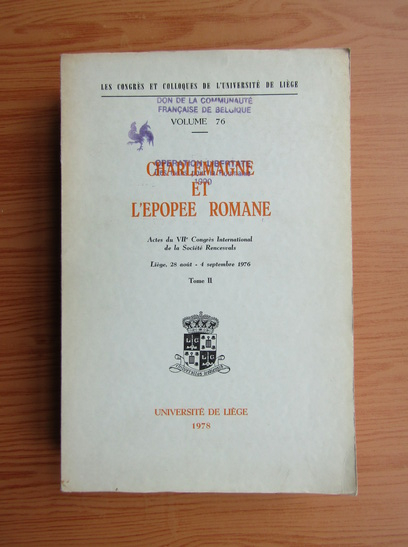 LES CONGRÈS ET COLLOQUES DE L'UNIVERSITÉ DE LIÈGE
DON DE LA COMMUNAUTÉ
FRANÇAISE DE BELGIQUE
VOLUME 76
OPERATION LIBERTATE
1990
CHARLEMAGNE
ET
L'EPOPEE ROMANE
Actes du VIIe Congrès International
de la Société Rencesvals
Liège, 28 août - 4 septembre 1976
Tome II
L G
L G
UNIVERSITÉ DE LIÈGE
1978